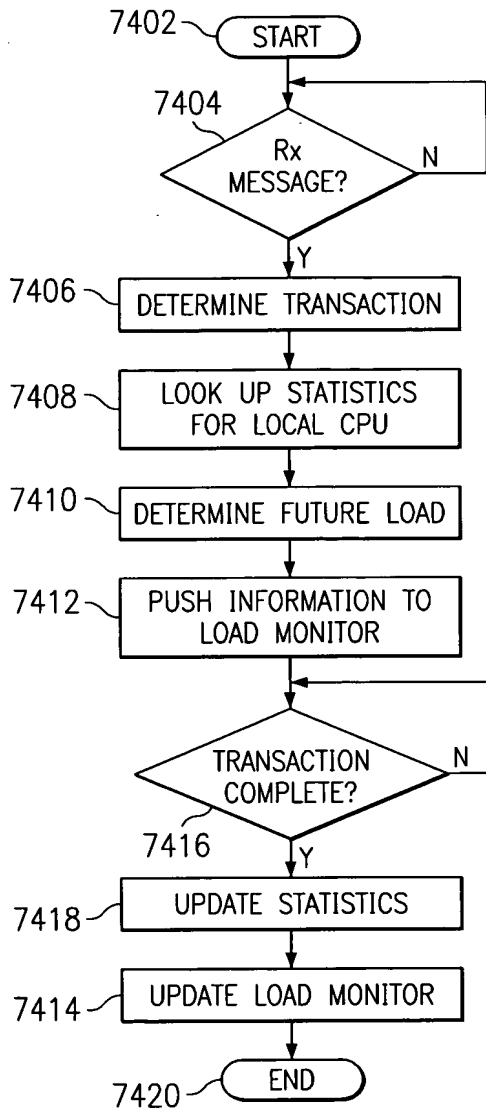 7402
START
7404
Rx
MESSAGE?
N
Y
7406
DETERMINE TRANSACTION
7408
LOOK UP STATISTICS
FOR LOCAL CPU
7410
DETERMINE FUTURE LOAD
7412
PUSH INFORMATION TO
LOAD MONITOR
TRANSACTION
COMPLETE?
N
7416
Y
7418
UPDATE STATISTICS
7414
UPDATE LOAD MONITOR
7420
END